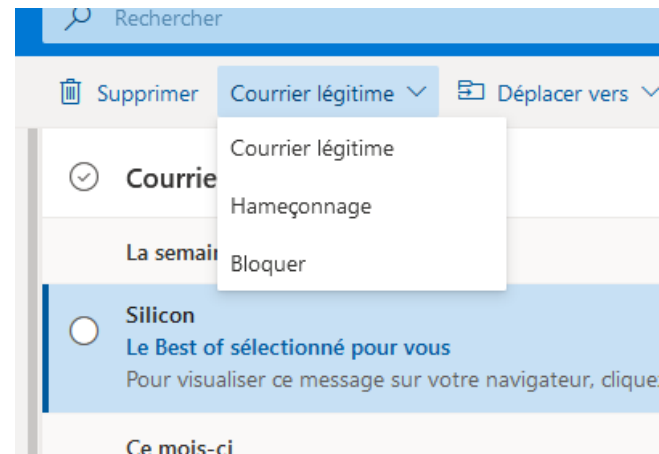 Rechercher
Supprimer Courrier légitime Déplacer vers
Courrier légitime
Courrie
Hameçonnage
La semai
Bloquer
Silicon
Le Best of sélectionné pour vous
Pour visualiser ce message sur votre navigateur, clique
Ce mois-ci